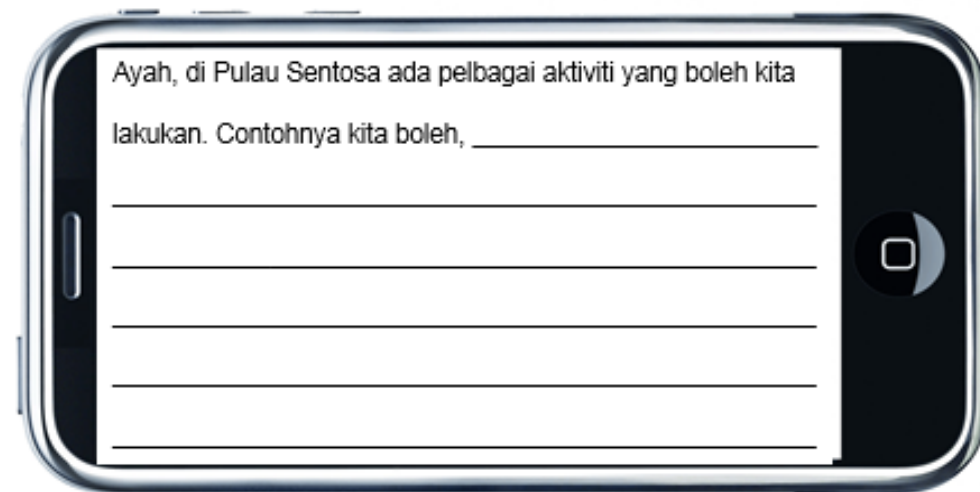 Ayah, di Pulau Sentosa ada pelbagai aktiviti yang boleh kita
lakukan. Contohnya kita boleh,